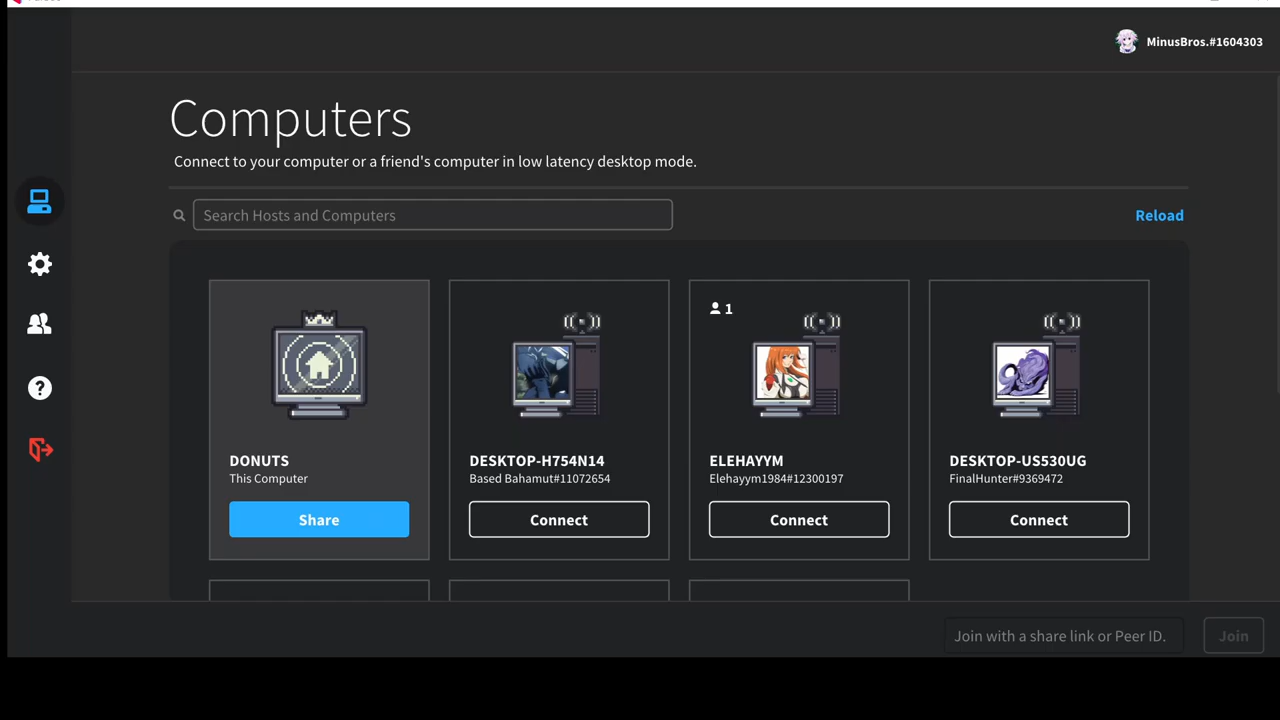 MinusBros.#1604303
Computers
Connect to your computer or a friend's computer in low latency desktop mode.
Search Hosts and Computers
Reload
1
DONUTS
This Computer
Share
DESKTOP-H754N14
Based Bahamut#11072654
Connect
ELEHAYYM
Elehayym1984#12300197
Connect
DESKTOP-US530UG
FinalHunter#9369472
Connect
Join with a share link or Peer ID.
Join